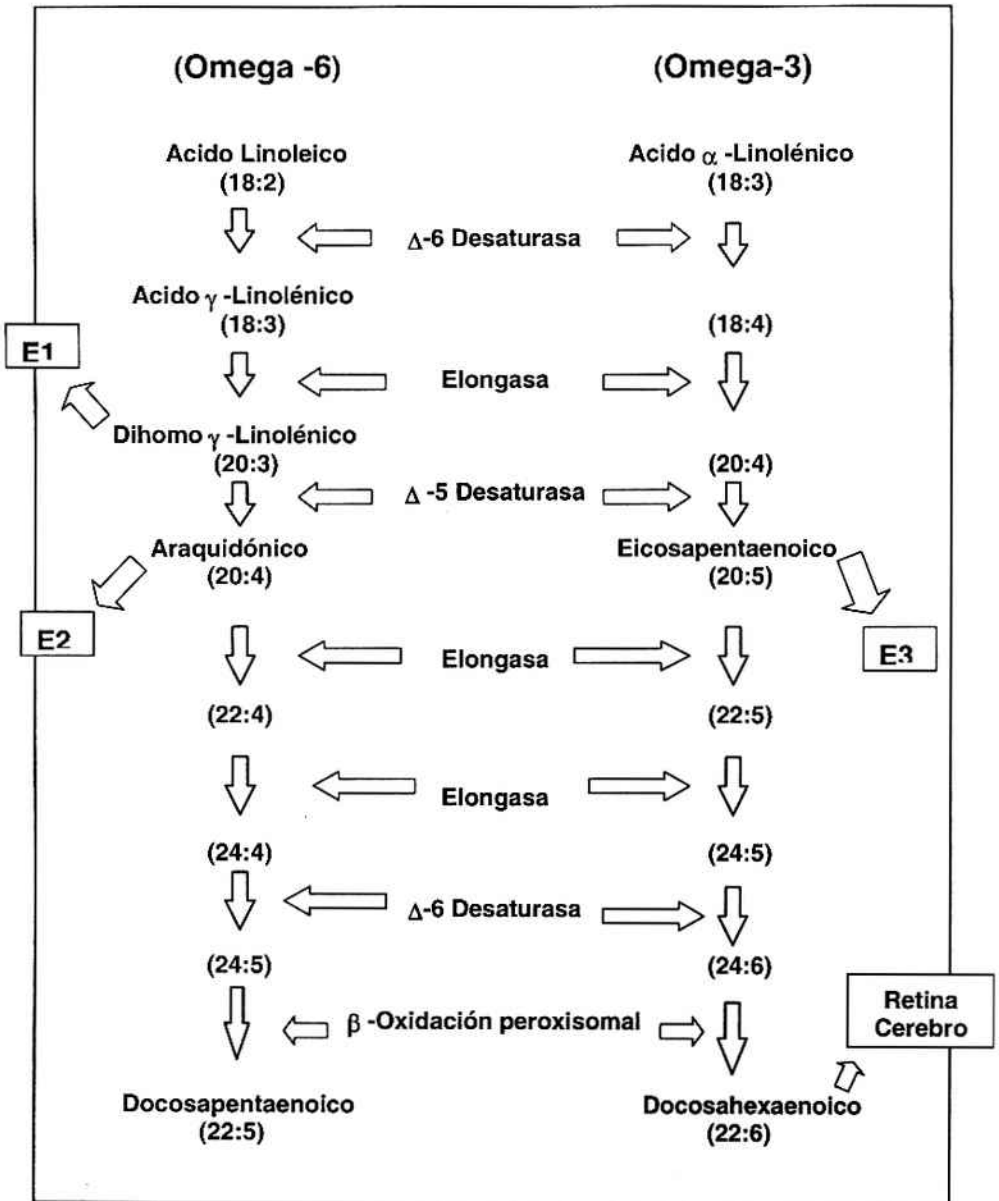 (Omega -6)
(Omega-3)
Acido Linoleico
(18:2)
Acido α -Linolénico
(18:3)
Δ-6 Desaturasa
Acido γ -Linolénico
(18:3)
(18:4)
E1
Elongasa
Dihomo γ -Linolénico
(20:3)
(20:4)
Δ -5 Desaturasa
Araquidónico
(20:4)
Eicosapentaenoico
(20:5)
E2
Elongasa
E3
(22:4)
(22:5)
Elongasa
(24:4)
(24:5)
Δ-6 Desaturasa
(24:5)
(24:6)
Retina
Cerebro
β -Oxidación peroxisomal
Docosapentaenoico
(22:5)
Docosahexaenoico
(22:6)